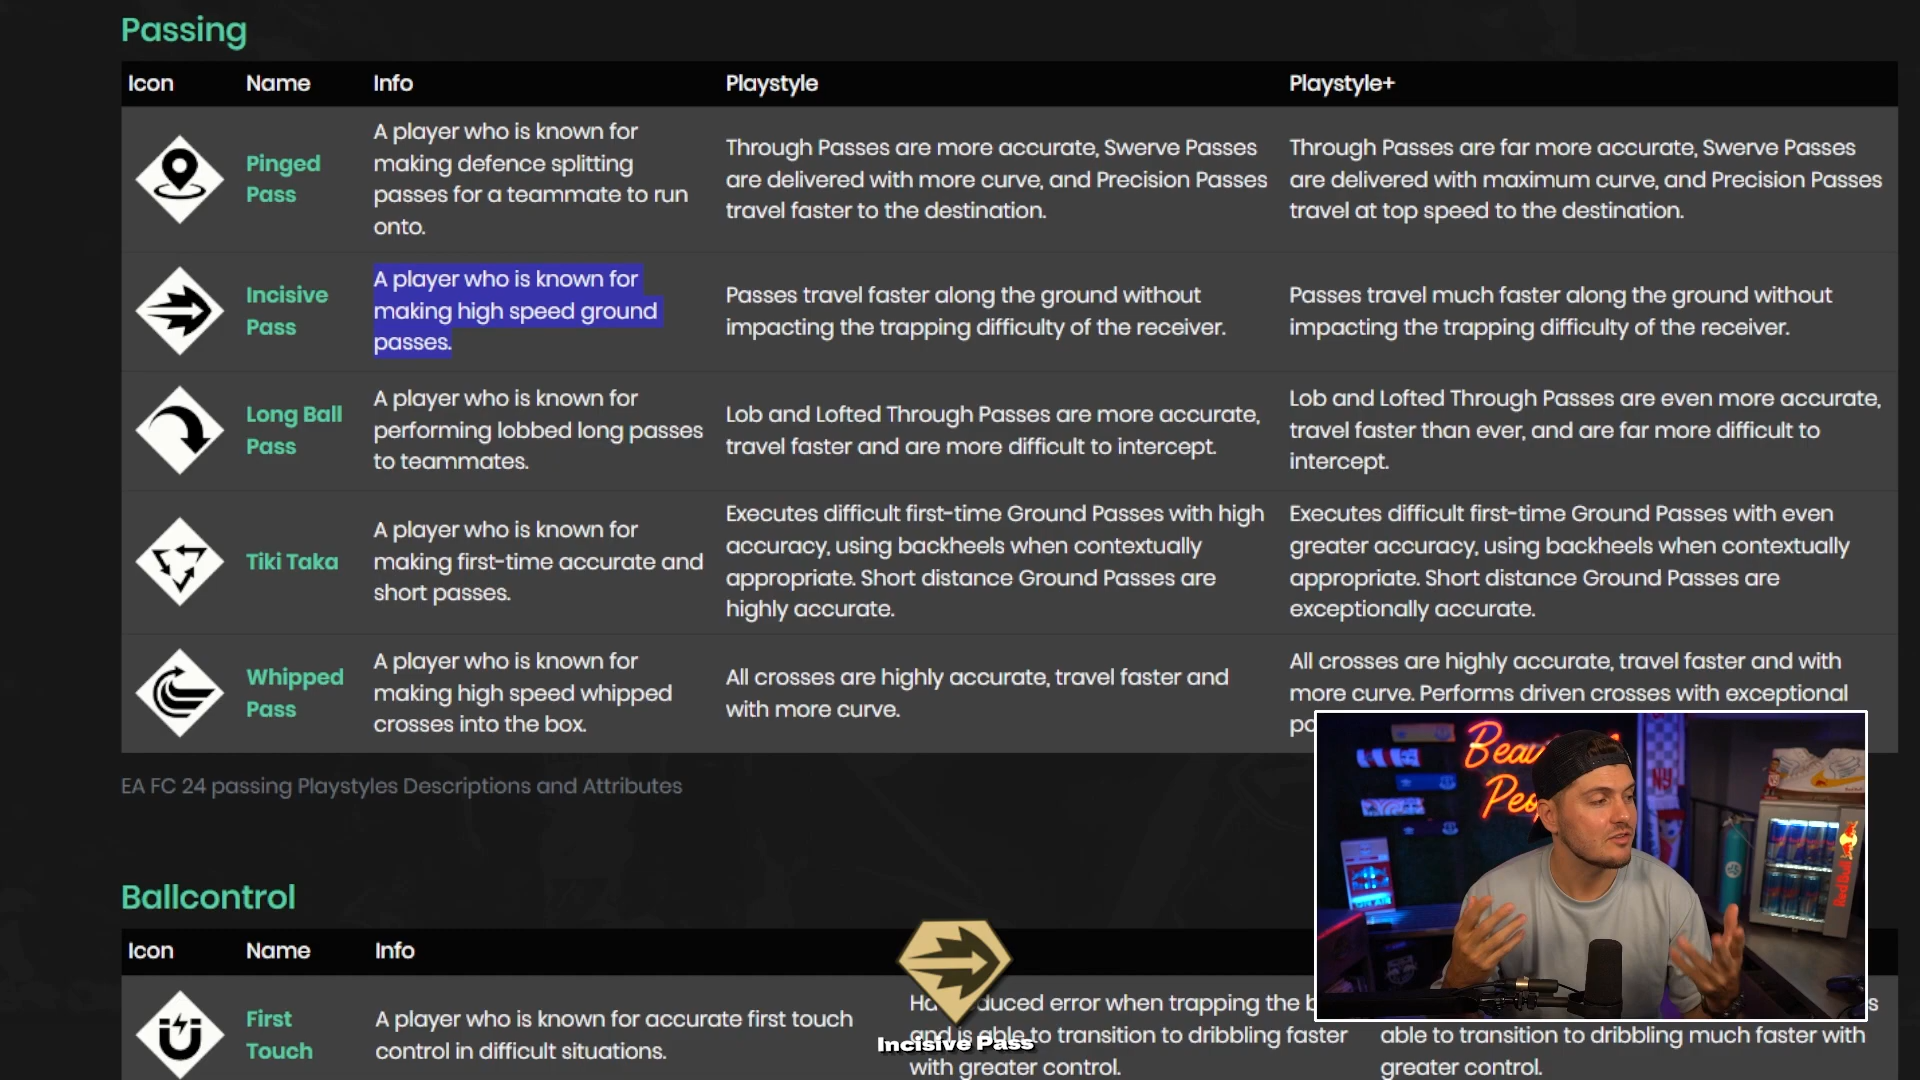 Passing
Icon Name Info Playstyle Playstyle+
Pinged
Pass
A player who is known for
making defence splitting
passes for a teammate to run
onto.
Through Passes are more accurate, Swerve Passes
are delivered with more curve, and Precision Passes
travel faster to the destination.
Through Passes are far more accurate, Swerve Passes
are delivered with maximum curve, and Precision Passes
travel at top speed to the destination.
Incisive
Pass
A player who is known for
making high speed ground
passes.
Passes travel faster along the ground without
impacting the trapping difficulty of the receiver.
Passes travel much faster along the ground without
impacting the trapping difficulty of the receiver.
Long Ball
Pass
A player who is known for
performing lobbed long passes
to teammates.
Lob and Lofted Through Passes are more accurate,
travel faster and are more difficult to intercept.
Lob and Lofted Through Passes are even more accurate,
travel faster than ever, and are far more difficult to
intercept.
Tiki Taka
A player who is known for
making first-time accurate and
short passes.
Executes difficult first-time Ground Passes with high
accuracy, using backheels when contextually
appropriate. Short distance Ground Passes are
highly accurate.
Executes difficult first-time Ground Passes with even
greater accuracy, using backheels when contextually
appropriate. Short distance Ground Passes are
exceptionally accurate.
Whipped
Pass
A player who is known for
making high speed whipped
crosses into the box.
All crosses are highly accurate, travel faster and
with more curve.
All crosses are highly accurate, travel faster and with
more curve. Performs driven crosses with exceptional
EA FC 24 passing Playstyles Descriptions and Attributes
Ballcontrol
Icon Name Info
First
Touch
A player who is known for accurate first touch
control in difficult situations.
error when trapping the
and is able to transition to dribbling faster
with greater control.
able to transition to dribbling much faster with
greater control.
Incisive Pass
Red Bull